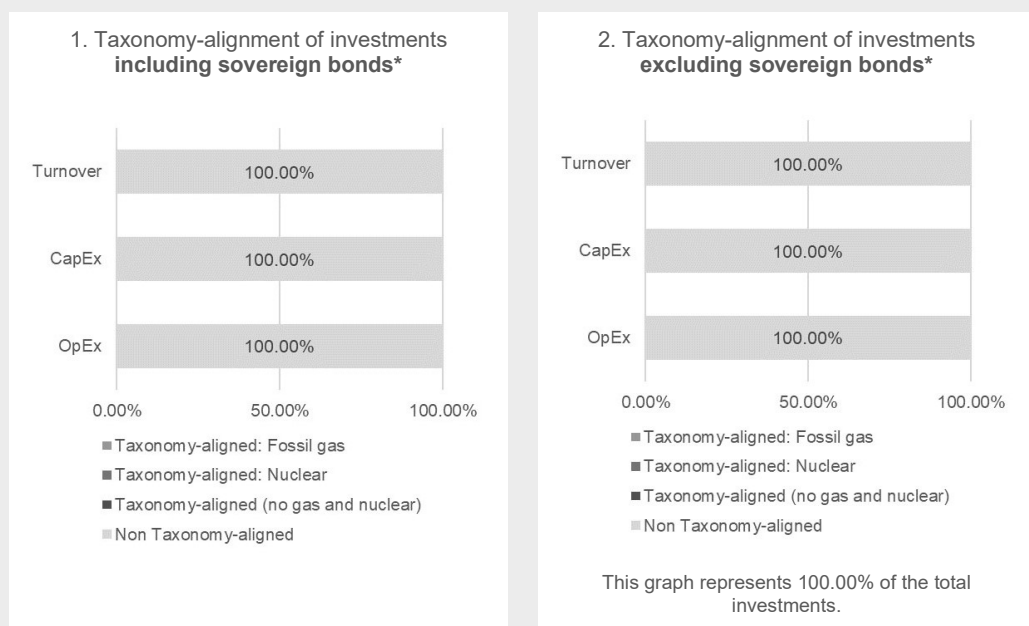 1. Taxonomy-alignment of investments
including sovereign bonds*
Turnover
100.00%
CapEx
100.00%
OpEx
100.00%
0.00% 50.00% 100.00%
Taxonomy-aligned: Fossil gas
Taxonomy-aligned: Nuclear
Taxonomy-aligned (no gas and nuclear)
Non Taxonomy-aligned
2. Taxonomy-alignment of investments
excluding sovereign bonds*
Turnover
100.00%
CapEx
100.00%
OpEx
100.00%
0.00% 50.00% 100.00%
Taxonomy-aligned: Fossil gas
Taxonomy-aligned: Nuclear
Taxonomy-aligned (no gas and nuclear)
Non Taxonomy-aligned
This graph represents 100.00% of the total
investments.